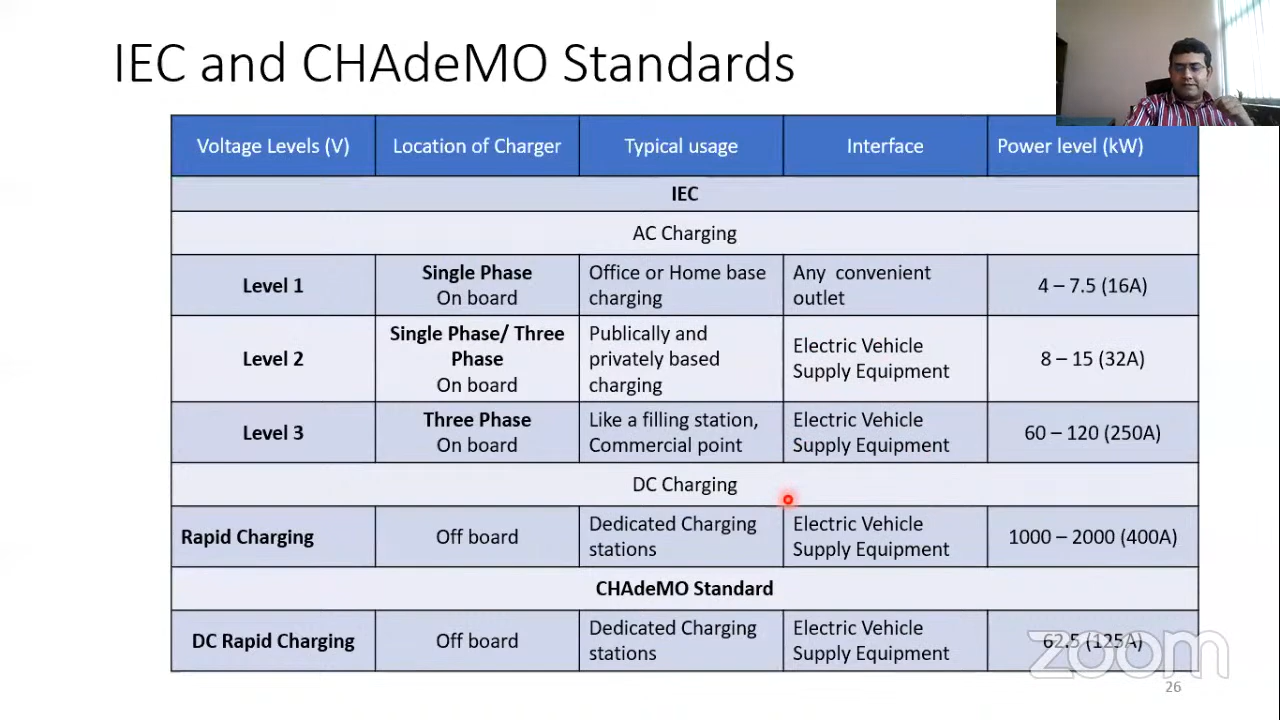 IEC and CHAdeMO Standards
Voltage Levels (V) Location of Charger Typical usage Interface Power level (kW)
IEC
AC Charging
Level 1
Single Phase
On board
Office or Home base
charging
Any convenient
outlet
4 – 7.5 (16A)
Level 2
Single Phase/ Three
Phase
On board
Publically and
privately based
charging
Electric Vehicle
Supply Equipment
8 – 15 (32A)
Level 3
Three Phase
On board
Like a filling station,
Commercial point
Electric Vehicle
Supply Equipment
60 – 120 (250A)
DC Charging
Rapid Charging
Off board
Dedicated Charging
stations
Electric Vehicle
Supply Equipment
1000 – 2000 (400A)
CHAdeMO Standard
DC Rapid Charging
Off board
Dedicated Charging
stations
Electric Vehicle
Supply Equipment
62.5 (125A)
zoom
26